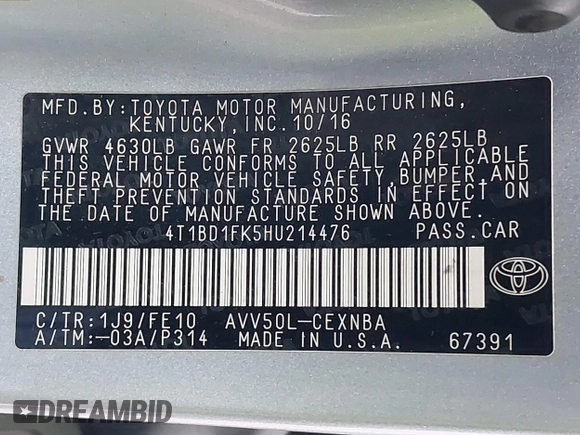 MFD. BY: TOYOTA MOTOR MANUFACTURING,
KENTUCKY, INC. 10/16
GVWR 4630LB GAWR FR 2625LB RR 2625LB
THIS VEHICLE CONFORMS TO ALL APPLICABLE
FEDERAL MOTOR VEHICLE SAFETY, BUMPER, AND
THEFT PREVENTION STANDARDS IN EFFECT ON
THE DATE OF MANUFACTURE SHOWN ABOVE.
4T1BD1FK5HU214476 PASS. CAR
C/TR: 1J9/FE10 AVV50L-CEXNBA
A/TM: -03A/P314 MADE IN U.S.A. 67391
DREAMBID